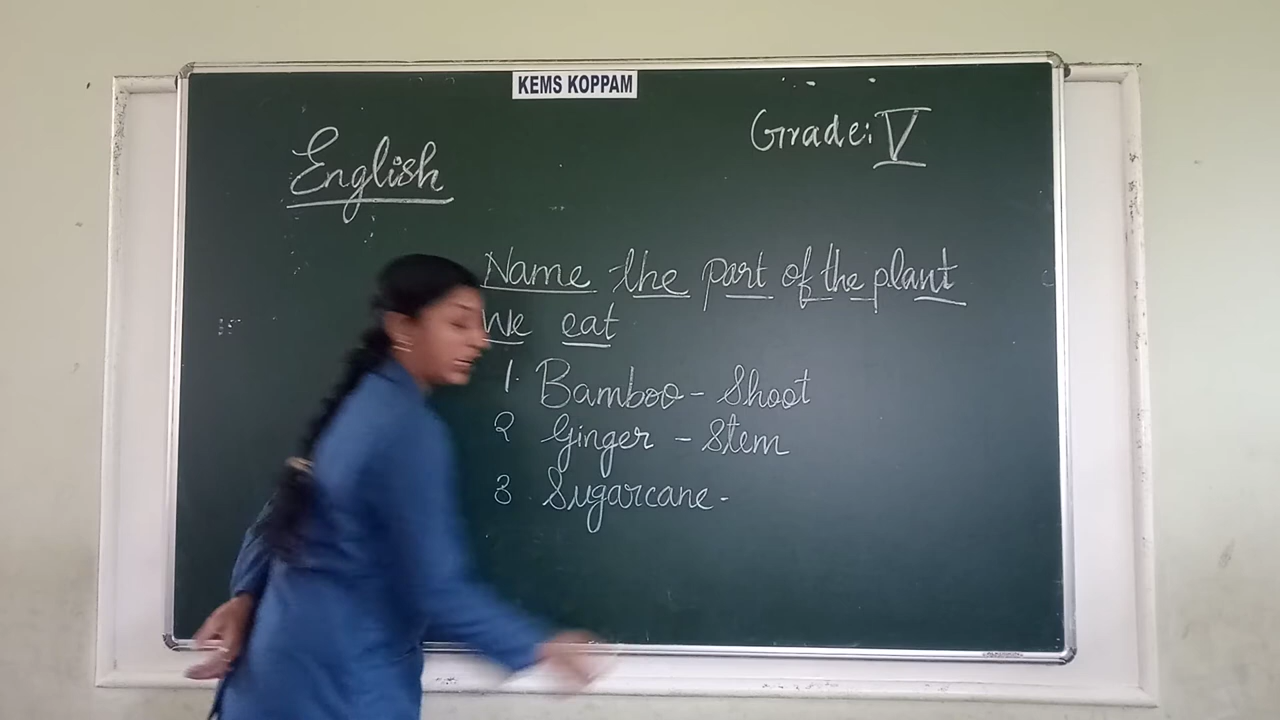 KEMS KOPPAM
English
Grade: V
Name the part of the plant
We eat
1. Bamboo - Shoot
2 Ginger - Stem
3 Sugarcane -